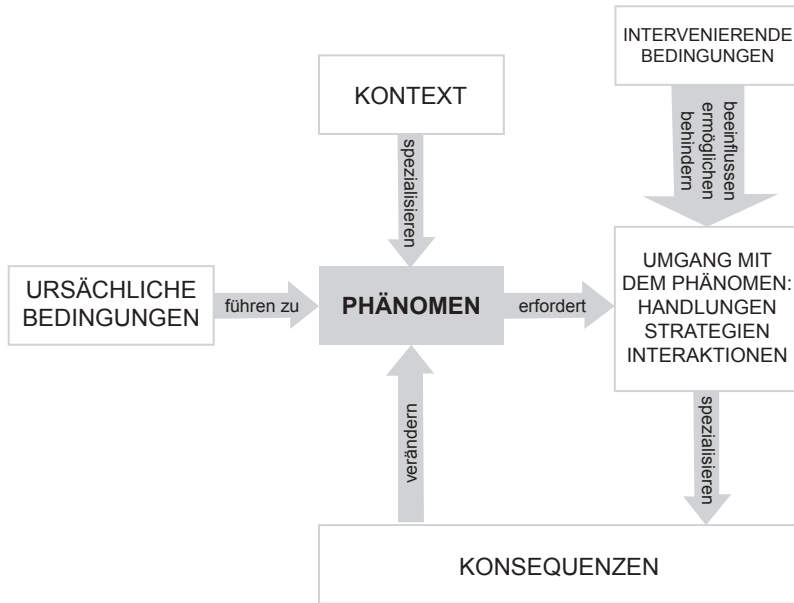 INTERVENIERENDE
BEDINGUNGEN
KONTEXT
beeinflussen
ermöglichen
behindern
spezialisieren
URSÄCHLICHE
BEDINGUNGEN
führen zu
PHÄNOMEN
erfordert
UMGANG MIT
DEM PHÄNOMEN:
HANDLUNGEN
STRATEGIEN
INTERAKTIONEN
verändern
spezialisieren
KONSEQUENZEN